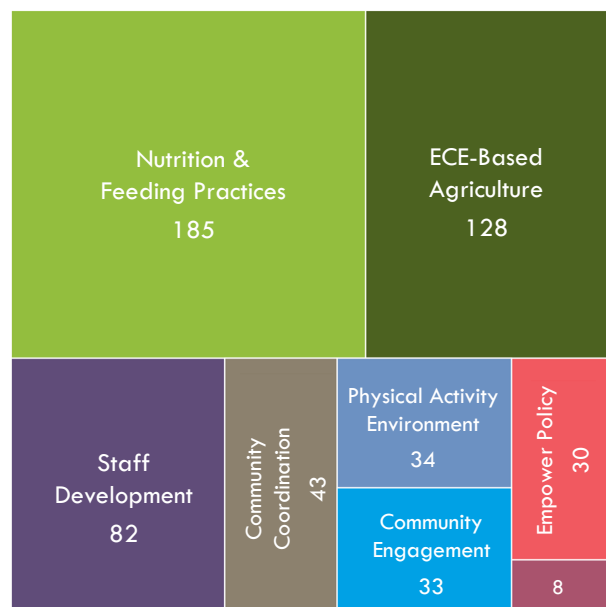 Nutrition &
Feeding Practices
185
ECE-Based
Agriculture
128
Staff
Development
82
Community
Coordination
43
Physical Activity
Environment
34
Community
Engagement
33
Empower Policy
30
8